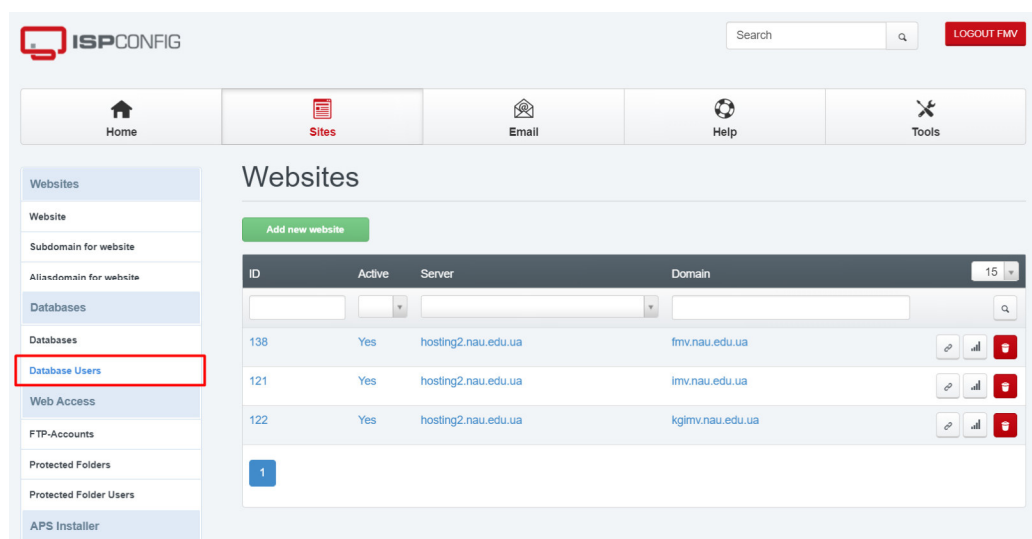 ISPCONFIG
Search
LOGOUT FMV
Home
Sites
Email
Help
Tools
Websites
Website
Subdomain for website
Aliasdomain for website
Databases
Databases
Database Users
Web Access
FTP-Accounts
Protected Folders
Protected Folder Users
APS Installer
Websites
Add new website
ID Active Server Domain 15
138 Yes hosting2.nau.edu.ua fmv.nau.edu.ua
121 Yes hosting2.nau.edu.ua imv.nau.edu.ua
122 Yes hosting2.nau.edu.ua kgimv.nau.edu.ua
1